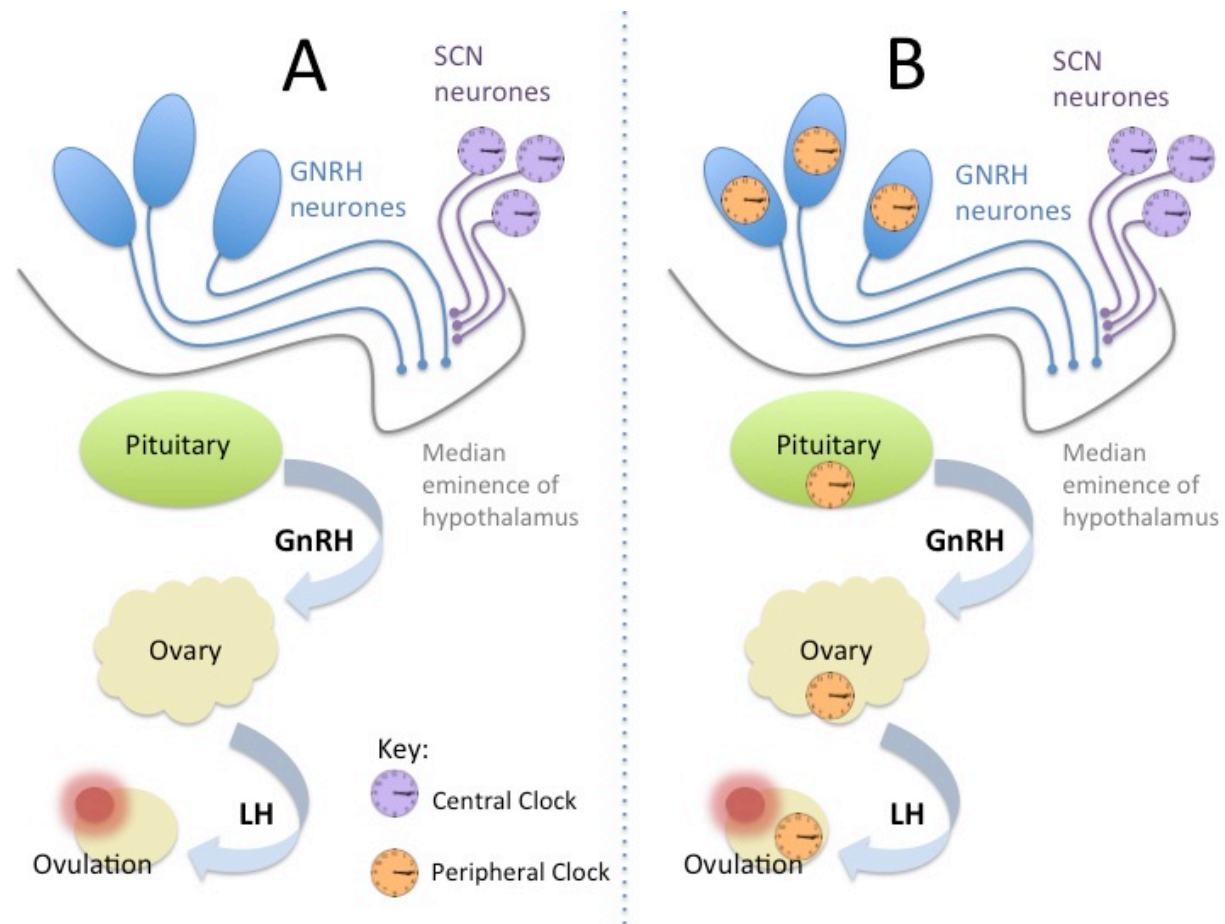 A
SCN
neurones
GNRH
neurones
Pituitary
Median
eminence of
hypothalamus
GnRH
Ovary
Key:
Central Clock
LH
Ovulation
Peripheral Clock
B
SCN
neurones
GNRH
neurones
Pituitary
Median
eminence of
hypothalamus
GnRH
Ovary
LH
Ovulation